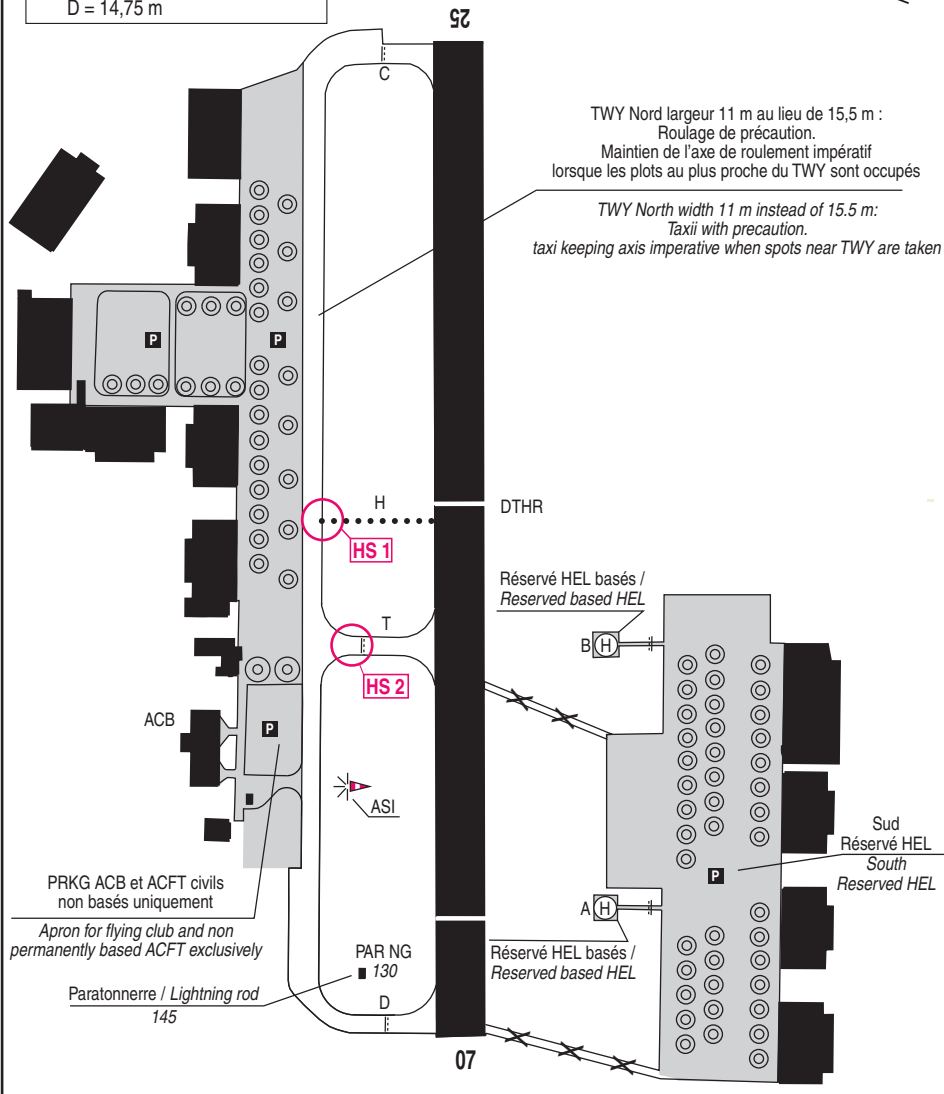 D = 14,75 m
25
C
TWY Nord largeur 11 m au lieu de 15,5 m :
Roulage de précaution.
Maintien de l'axe de roulement impératif
lorsque les plots au plus proche du TWY sont occupés
TWY North width 11 m instead of 15.5 m:
Taxii with precaution.
taxi keeping axis imperative when spots near TWY are taken
P
P
H
DTHR
HS 1
Réservé HEL basés /
Reserved based HEL
T
B H
HS 2
ACB
P
ASI
Sud
Réservé HEL
South
Reserved HEL
P
PRKG ACB et ACFT civils
non basés uniquement
Apron for flying club and non
permanently based ACFT exclusively
A H
Réservé HEL basés /
Reserved based HEL
PAR NG
130
Paratonnerre / Lightning rod
145
D
07